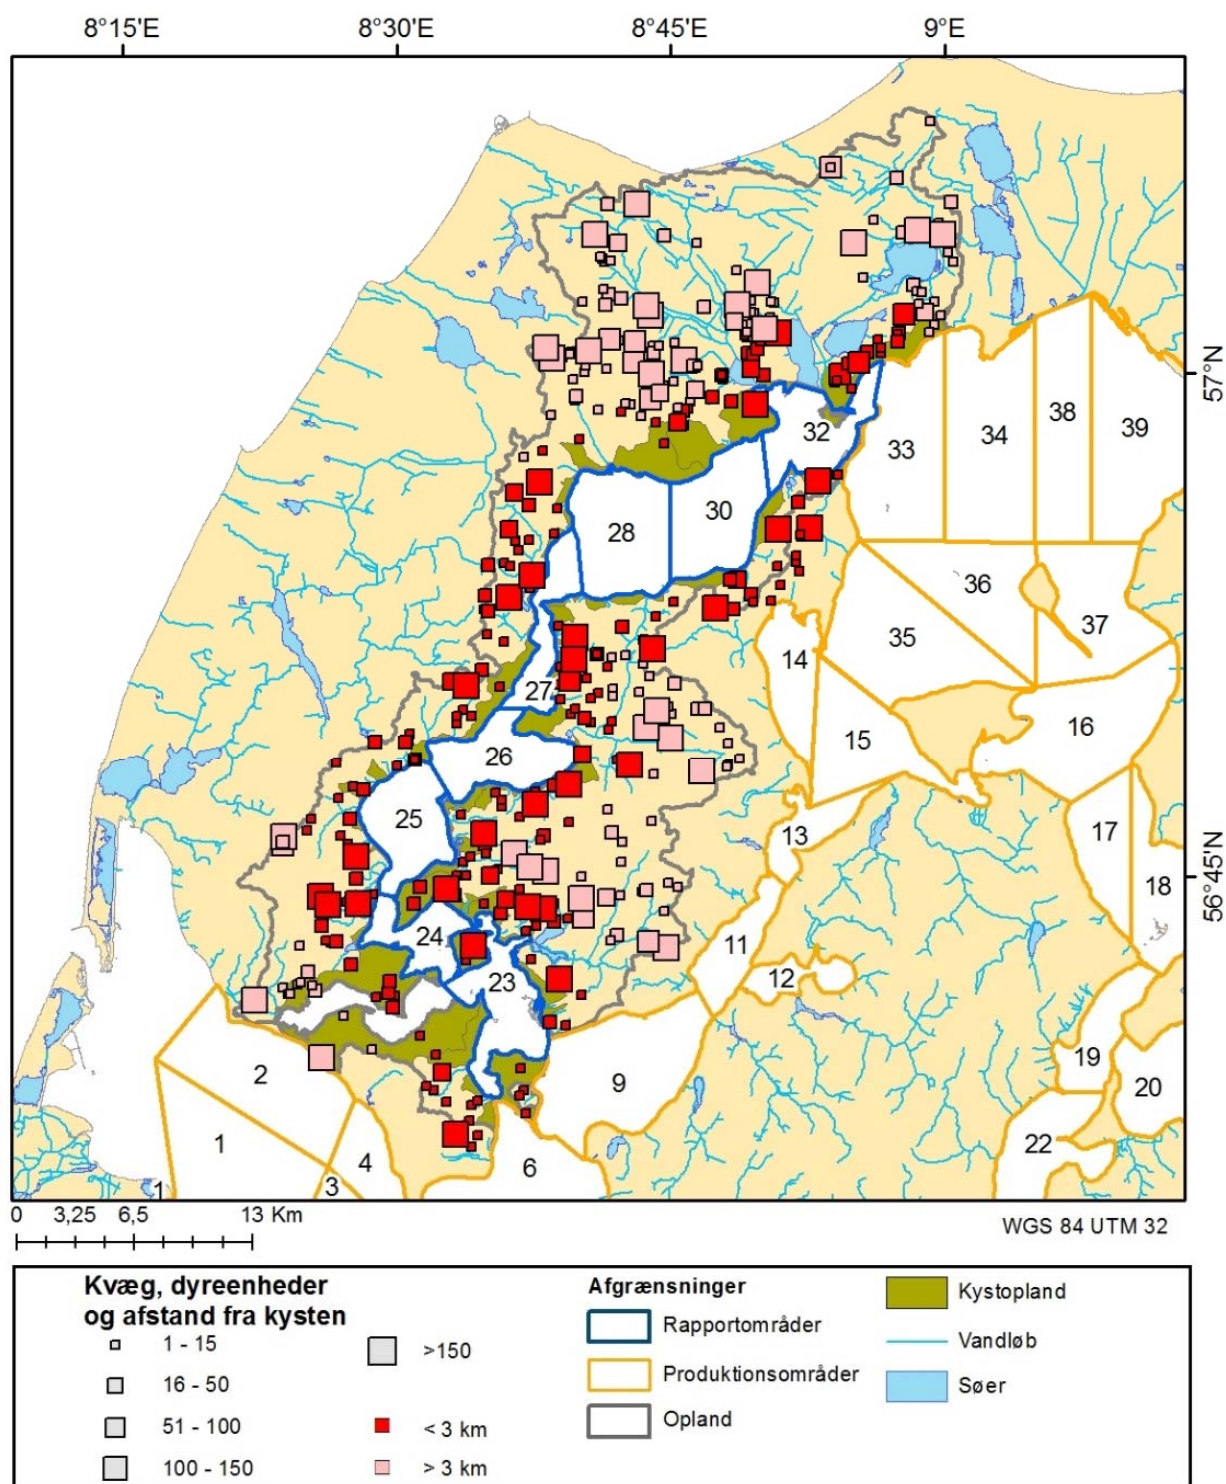 8°15'E 8°30'E 8°45'E 9°E
57°N
38
39
34
32
33
30
28
36
37
35
14
27
16
15
26
25
13
17
18
56°45'N
24
11
12
23
19
2
9
20
1
4
22
6
3
1
0 3,25 6,5 13 Km
WGS 84 UTM 32
Kvæg, dyreenheder
og afstand fra kysten
1 - 15
16 - 50
51 - 100
100 - 150
>150
< 3 km
> 3 km
Afgrænsninger
Rapportområder
Produktionsområder
Opland
Kystopland
Vandløb
Søer